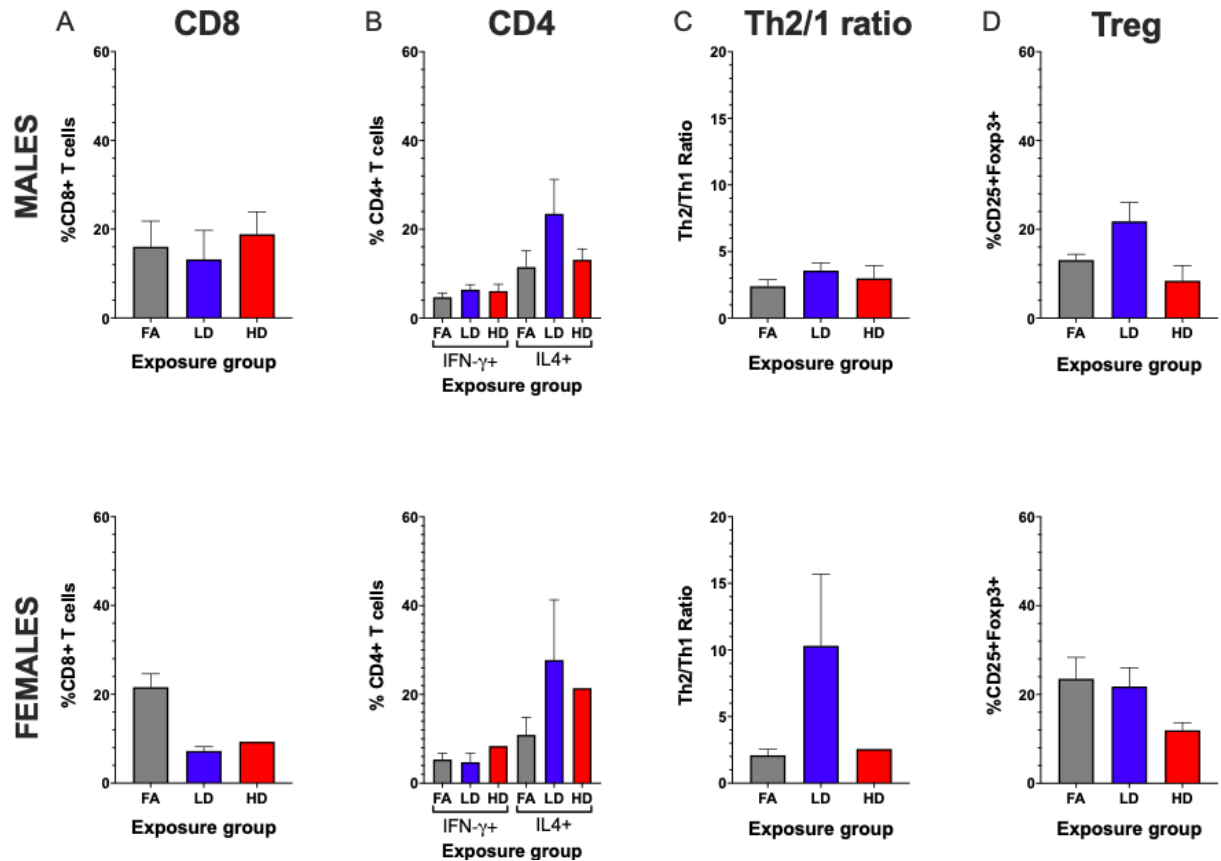 A CD8
B CD4
C Th2/1 ratio
D Treg
MALES
%CD8+ T cells
60
40
20
0
FA LD HD
Exposure group
% CD4+ T cells
60
40
20
0
FA LD HD FA LD HD
IFN-γ+ IL4+
Exposure group
Th2/Th1 Ratio
20
15
10
5
0
FA LD HD
Exposure group
%CD25+Foxp3+
60
40
20
0
FA LD HD
Exposure group
FEMALES
%CD8+ T cells
60
40
20
0
FA LD HD
Exposure group
% CD4+ T cells
60
40
20
0
FA LD HD FA LD HD
IFN-γ+ IL4+
Exposure group
Th2/Th1 Ratio
20
15
10
5
0
FA LD HD
Exposure group
%CD25+Foxp3+
60
40
20
0
FA LD HD
Exposure group